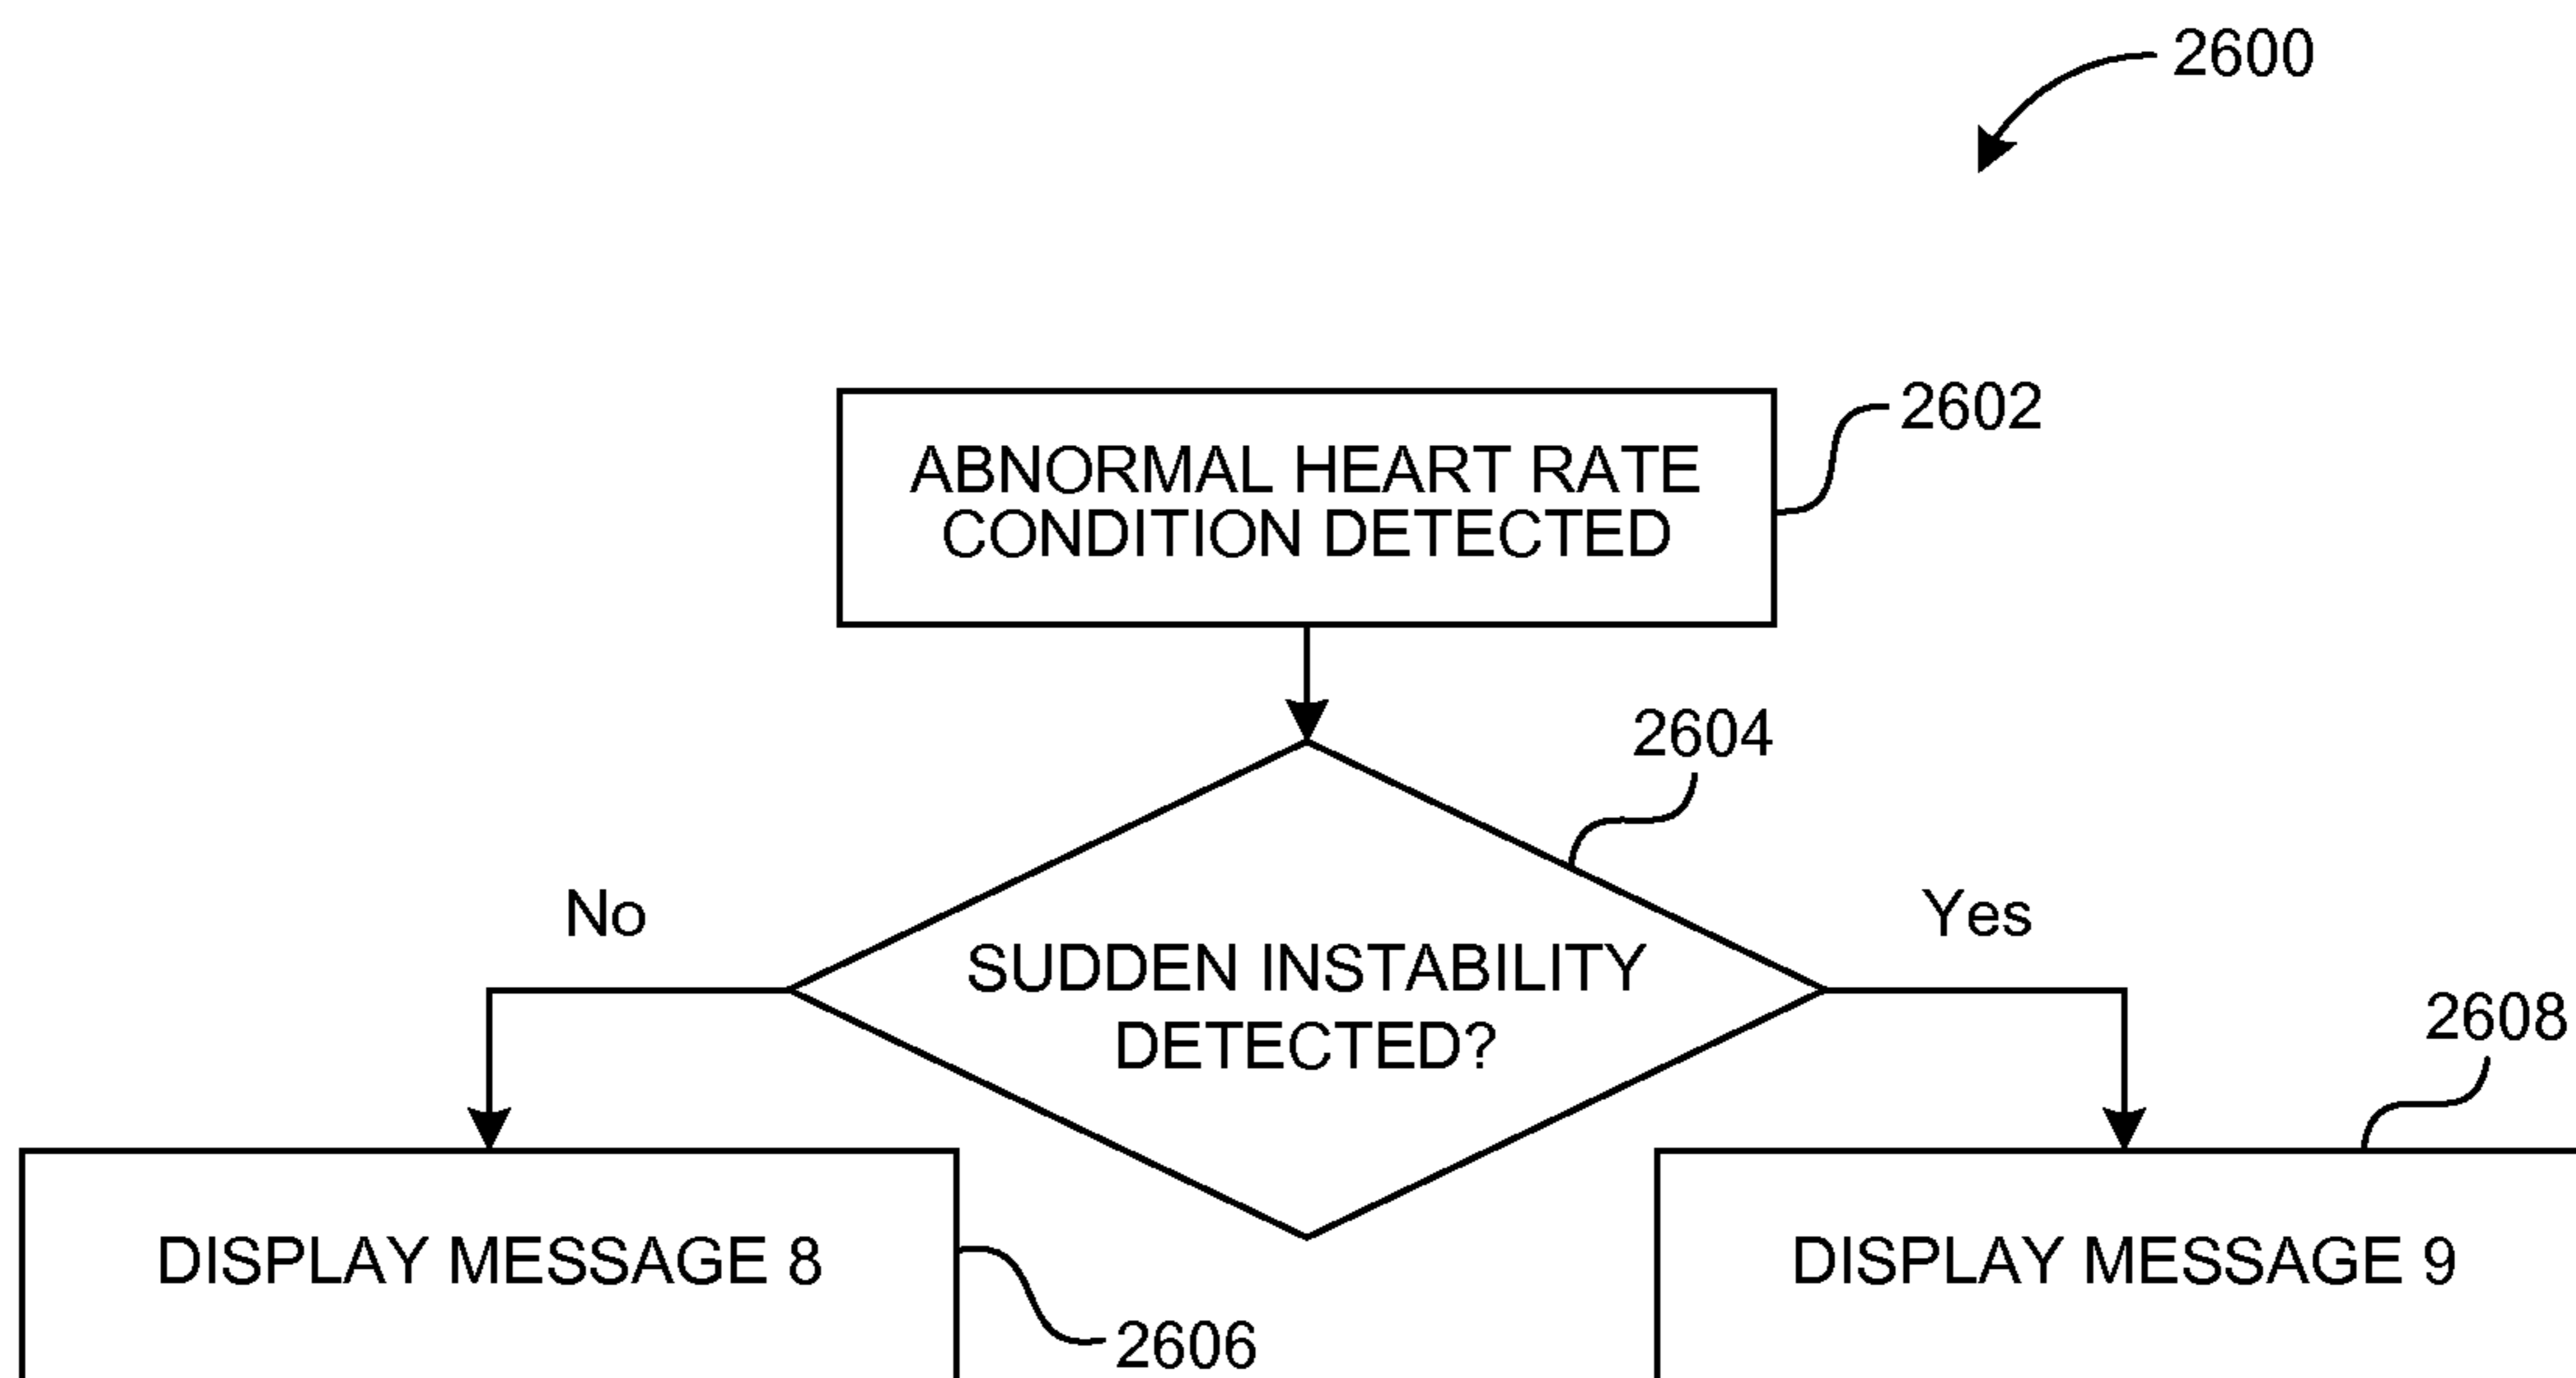 2600
ABNORMAL HEART RATE
CONDITION DETECTED
2602
2604
No
Yes
SUDDEN INSTABILITY
DETECTED?
2608
DISPLAY MESSAGE 8
DISPLAY MESSAGE 9
2606